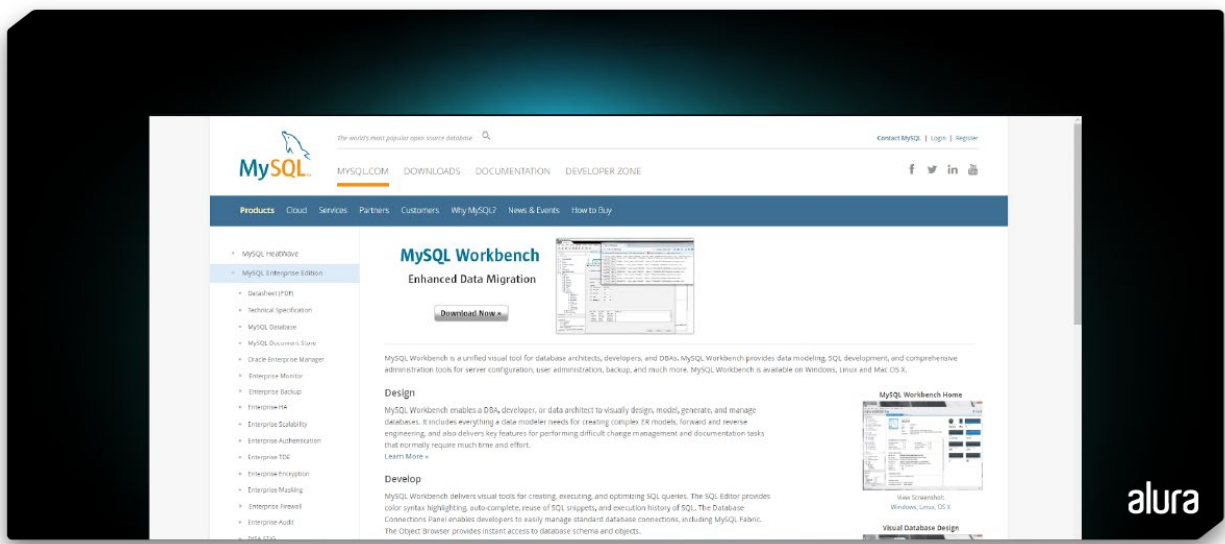 The world's most popular open source database
Contact MySQL | Login | Register
MySQL
MYSQL.COM DOWNLOADS DOCUMENTATION DEVELOPER ZONE
Products Cloud Services Partners Customers Why MySQL? News & Events How to Buy
MySQL HeatWave
MySQL Enterprise Edition
Datasheet (PDF)
Technical Specification
MySQL Database
MySQL Document Store
Oracle Enterprise Manager
Enterprise Monitor
Enterprise Backup
Enterprise HA
Enterprise Scalability
Enterprise Authentication
Enterprise TDE
Enterprise Encryption
Enterprise Masking
Enterprise Firewall
Enterprise Audit
MySQL Workbench
Enhanced Data Migration
Download Now »
MySQL Workbench is a unified visual tool for database architects, developers, and DBAs. MySQL Workbench provides data modeling, SQL development, and comprehensive
administration tools for server configuration, user administration, backup, and much more. MySQL Workbench is available on Windows, Linux and Mac OS X.
Design
MySQL Workbench enables a DBA, developer, or data architect to visually design, model, generate, and manage
databases. It includes everything a data modeler needs for creating complex ER models, forward and reverse
engineering, and also delivers key features for performing difficult change management and documentation tasks
that normally require much time and effort.
Learn More »
Develop
MySQL Workbench delivers visual tools for creating, executing, and optimizing SQL queries. The SQL Editor provides
color syntax highlighting, auto-complete, reuse of SQL snippets, and execution history of SQL. The Database
Connections Panel enables developers to easily manage standard database connections, including MySQL Fabric.
The Object Browser provides instant access to database schema and objects.
MySQL Workbench Home
View Screenshot:
Windows, Linux, OS X
Visual Database Design
alura